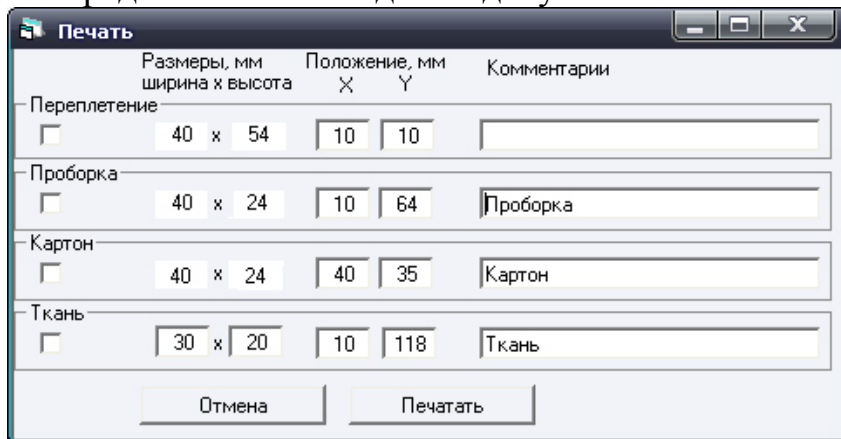 Печать
Размеры, мм Положение, мм Комментарии
ширина x высота X Y
Переплетение
40 x 54 10 10
Проборка
40 x 24 10 64 Проборка
Картон
40 x 24 40 35 Картон
Ткань
30 x 20 10 118 Ткань
Отмена Печатать